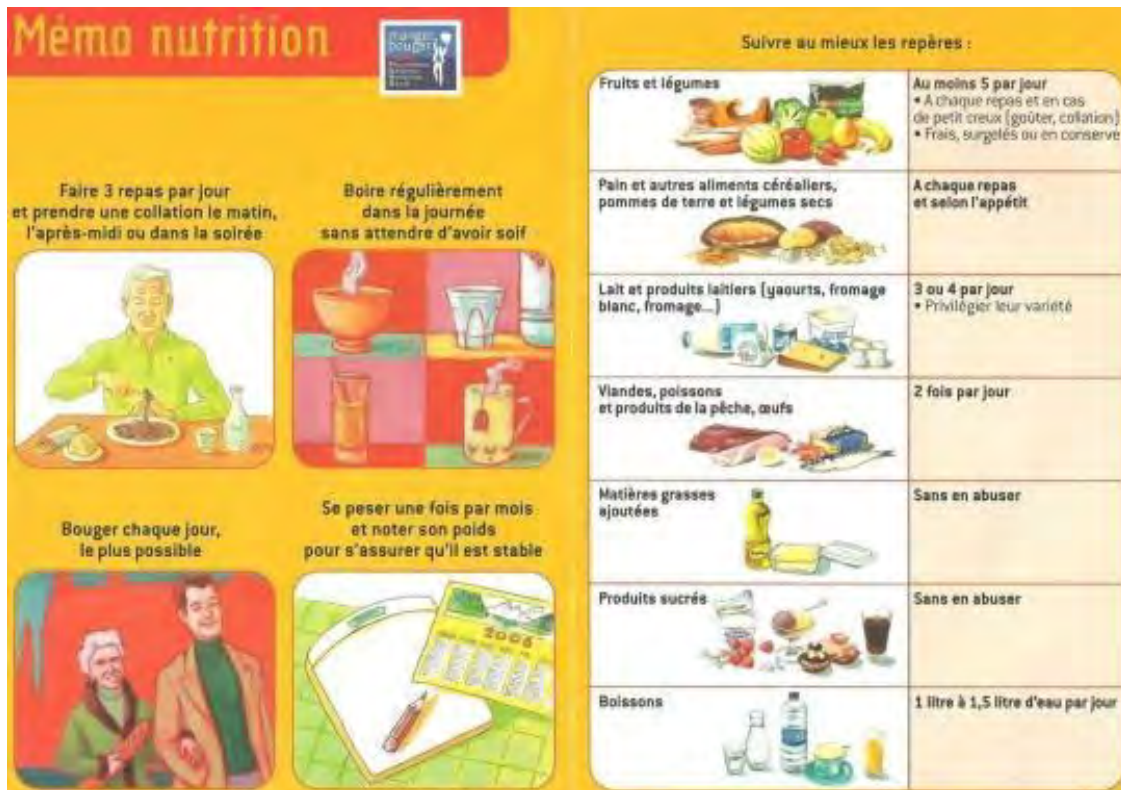 Mémo nutrition
manger
bouger
Faire 3 repas par jour
et prendre une collation le matin,
l'après-midi ou dans la soirée
Boire régulièrement
dans la journée
sans attendre d'avoir soif
Bouger chaque jour,
le plus possible
Se peser une fois par mois
et noter son poids
pour s'assurer qu'il est stable
2006
Suivre au mieux les repères :
Fruits et légumes
Au moins 5 par jour
• A chaque repas et en cas
de petit creux (goûter, collation)
• Frais, surgelés ou en conserve
Pain et autres aliments céréaliers,
pommes de terre et légumes secs
A chaque repas
et selon l'appétit
Lait et produits laitiers (yaourts, fromage
blanc, fromage...)
3 ou 4 par jour
• Privilégier leur variété
Viandes, poissons
et produits de la pêche, œufs
2 fois par jour
Matières grasses
ajoutées
Sans en abuser
Produits sucrés
Sans en abuser
Boissons
1 litre à 1,5 litre d'eau par jour